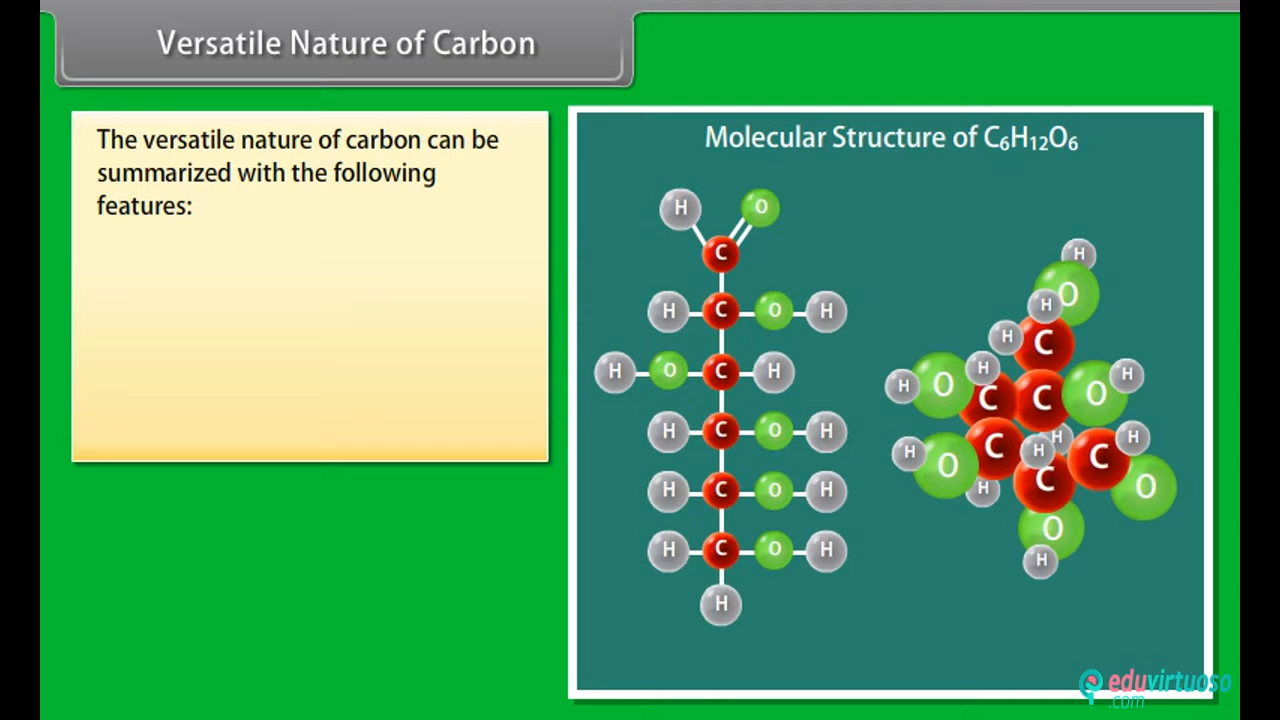 Versatile Nature of Carbon
The versatile nature of carbon can be
summarized with the following
features:
Molecular Structure of C₆H₁₂O₆
H O
C
H C O H
H O C H
H C O H
H C O H
H C O H
H
H
O
H
H C
H C C O H
H O
H O C H C H
H C O
H
O
H
eduvirtuoso
.com